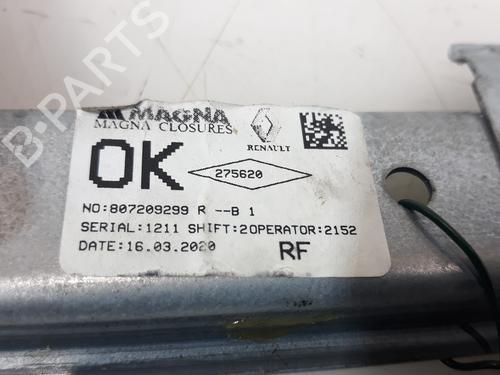 MAGNA
MAGNA CLOSURES
RENAULT
OK
275620
NO:807209299 R --B 1
SERIAL:1211 SHIFT:2OPERATOR:2152
DATE:16.03.2020
RF
B-PARTS